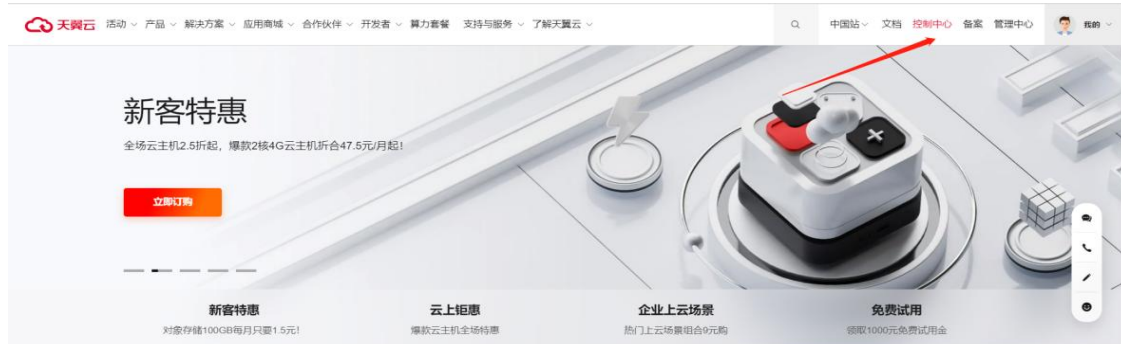 天翼云 活动 产品 解决方案 应用商城 合作伙伴 开发者 算力套餐 支持与服务 了解天翼云 中国站 文档 控制中心 备案 管理中心 我的
新客特惠
全场云主机2.5折起，爆款2核4G云主机折合47.5元/月起！
立即订购
新客特惠 云上钜惠 企业上云场景 免费试用
对象存储100GB每月只要1.5元！ 爆款云主机全场特惠 热门上云场景组合9元购 领取1000元免费试用金